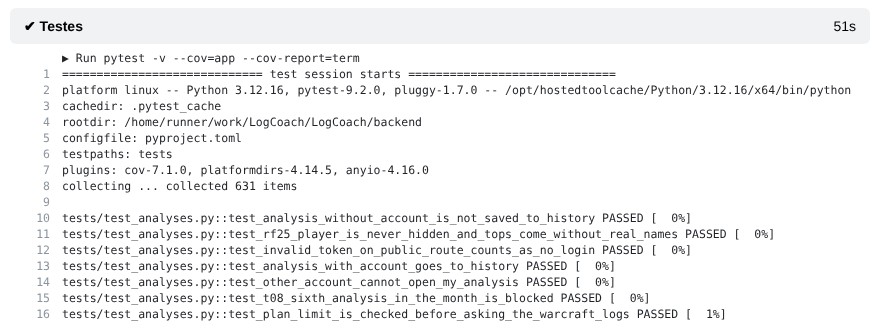 ✔ Testes 51s
▶ Run pytest -v --cov=app --cov-report=term
1 ============================= test session starts ==============================
2 platform linux -- Python 3.12.16, pytest-9.2.0, pluggy-1.7.0 -- /opt/hostedtoolcache/Python/3.12.16/x64/bin/python
3 cachedir: .pytest_cache
4 rootdir: /home/runner/work/LogCoach/LogCoach/backend
5 configfile: pyproject.toml
6 testpaths: tests
7 plugins: cov-7.1.0, platformdirs-4.14.5, anyio-4.16.0
8 collecting ... collected 631 items
9
10 tests/test_analyses.py::test_analysis_without_account_is_not_saved_to_history PASSED [  0%]
11 tests/test_analyses.py::test_rf25_player_is_never_hidden_and_tops_come_without_real_names PASSED [  0%]
12 tests/test_analyses.py::test_invalid_token_on_public_route_counts_as_no_login PASSED [  0%]
13 tests/test_analyses.py::test_analysis_with_account_goes_to_history PASSED [  0%]
14 tests/test_analyses.py::test_other_account_cannot_open_my_analysis PASSED [  0%]
15 tests/test_analyses.py::test_t08_sixth_analysis_in_the_month_is_blocked PASSED [  0%]
16 tests/test_analyses.py::test_plan_limit_is_checked_before_asking_the_warcraft_logs PASSED [  1%]